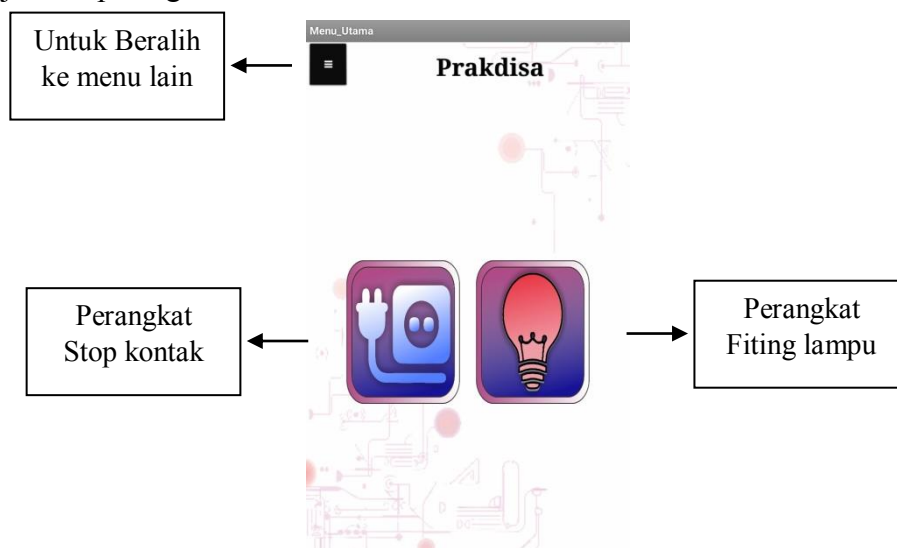 Untuk Beralih
ke menu lain
Menu_Utama
Prakdisa
Perangkat
Stop kontak
Perangkat
Fiting lampu